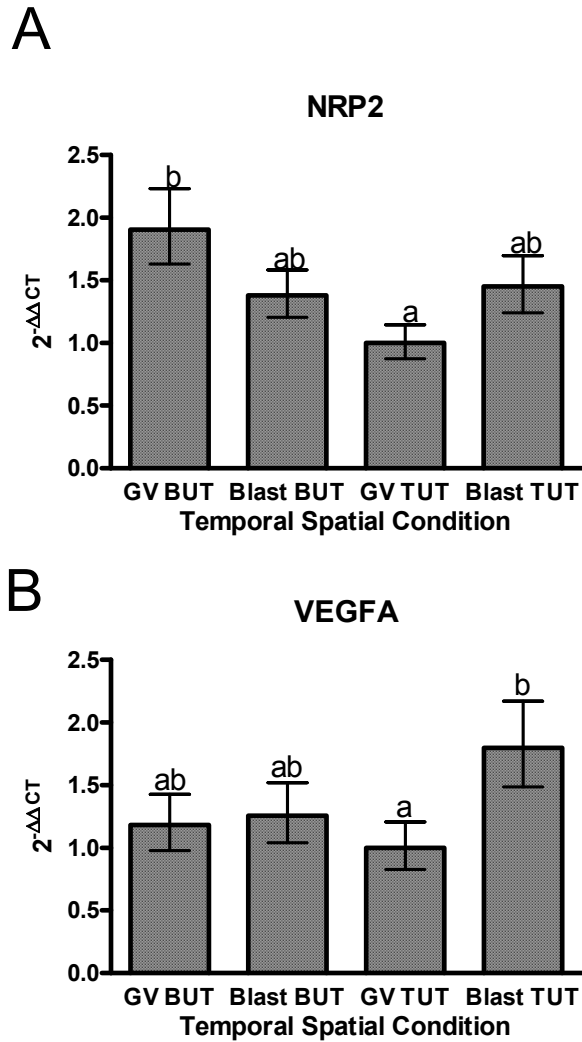 A
NRP2
2.5
2.0
1.5
1.0
0.5
0.0
2-ΔΔCT
b
ab
a
ab
GV BUT Blast BUT GV TUT Blast TUT
Temporal Spatial Condition
B
VEGFA
2.5
2.0
1.5
1.0
0.5
0.0
2-ΔΔCT
ab
ab
a
b
GV BUT Blast BUT GV TUT Blast TUT
Temporal Spatial Condition